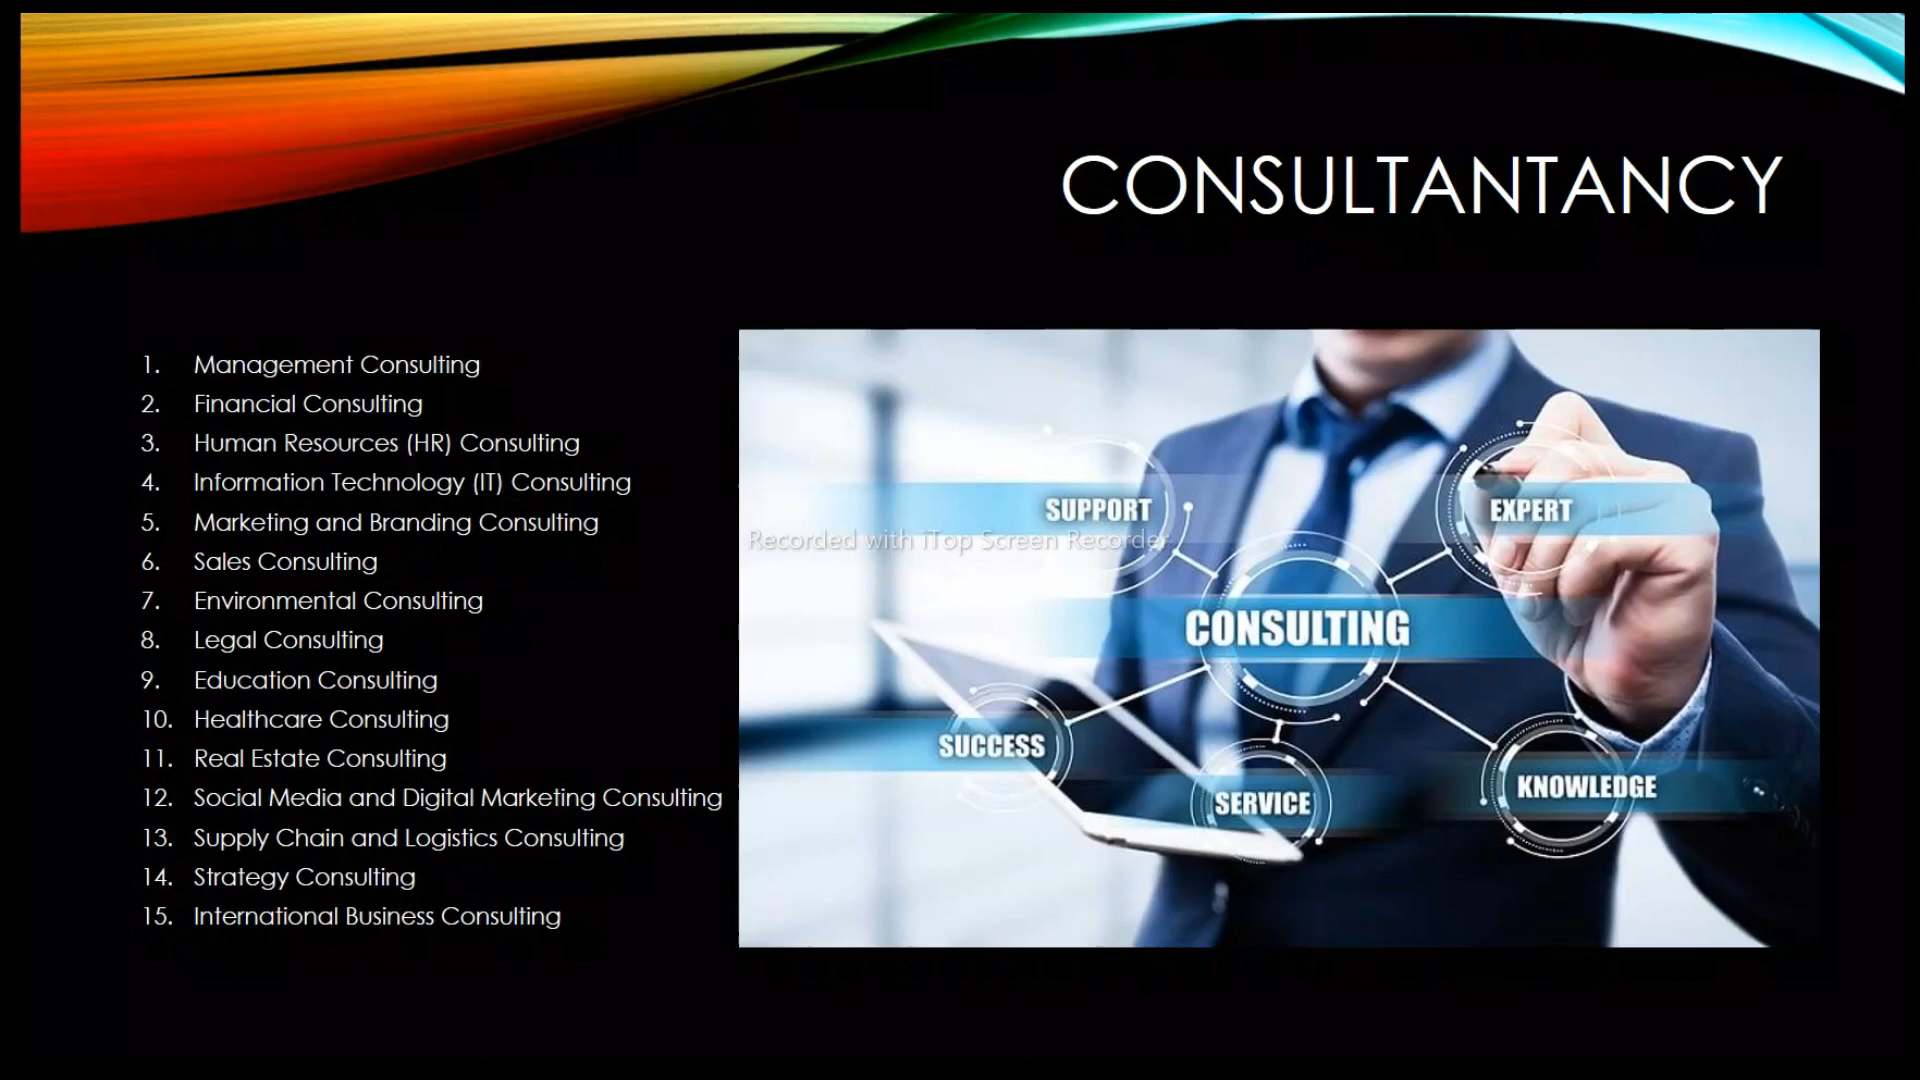 CONSULTANTANCY
1. Management Consulting
2. Financial Consulting
3. Human Resources (HR) Consulting
4. Information Technology (IT) Consulting
5. Marketing and Branding Consulting
6. Sales Consulting
7. Environmental Consulting
8. Legal Consulting
9. Education Consulting
10. Healthcare Consulting
11. Real Estate Consulting
12. Social Media and Digital Marketing Consulting
13. Supply Chain and Logistics Consulting
14. Strategy Consulting
15. International Business Consulting
SUPPORT
EXPERT
Recorded with iTop Screen Recorder
CONSULTING
SUCCESS
SERVICE
KNOWLEDGE